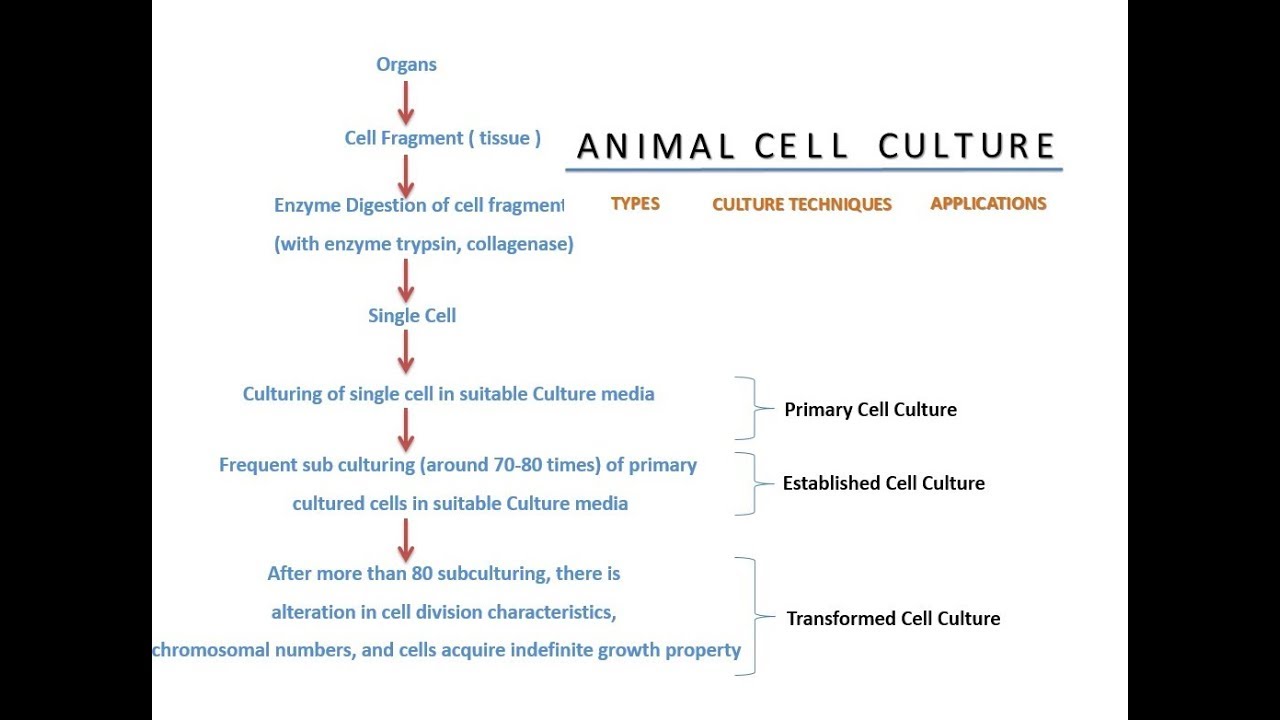 Organs
Cell Fragment ( tissue )
ANIMAL CELL CULTURE
Enzyme Digestion of cell fragment
(with enzyme trypsin, collagenase)
TYPES
CULTURE TECHNIQUES
APPLICATIONS
Single Cell
Culturing of single cell in suitable Culture media
Primary Cell Culture
Frequent sub culturing (around 70-80 times) of primary
cultured cells in suitable Culture media
Established Cell Culture
After more than 80 subculturing, there is
alteration in cell division characteristics,
chromosomal numbers, and cells acquire indefinite growth property
Transformed Cell Culture